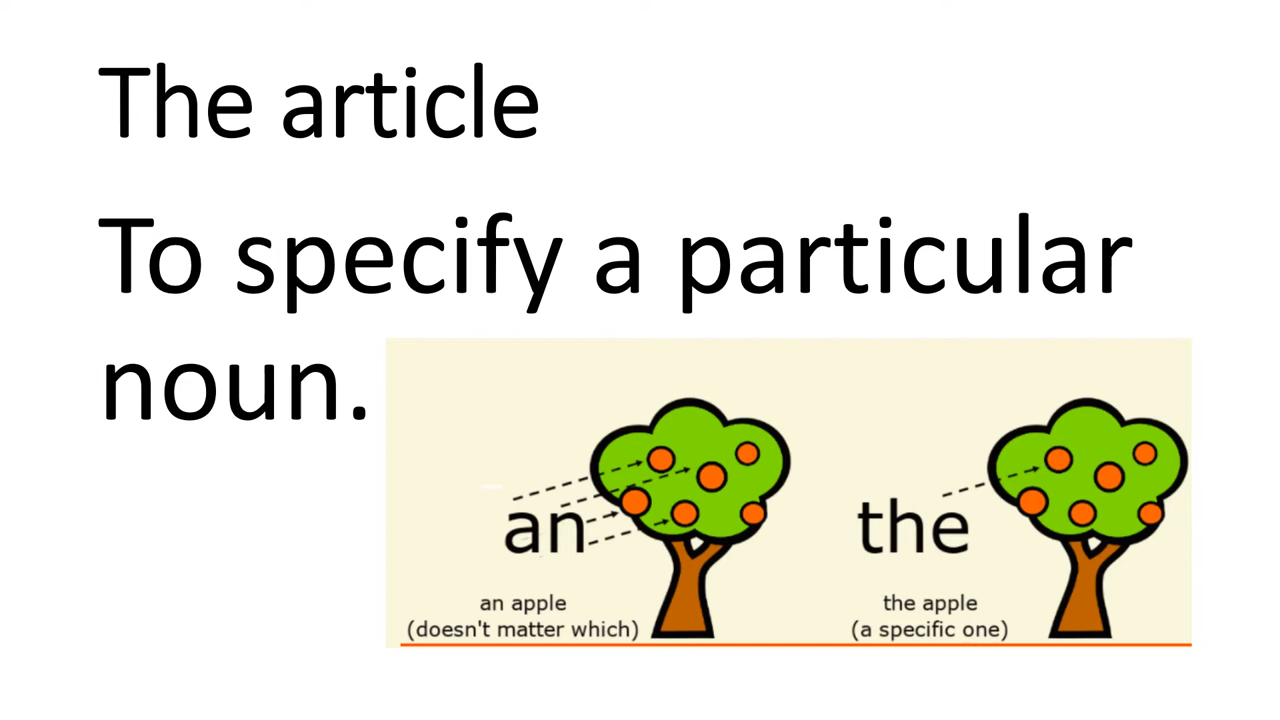 The article
To specify a particular
noun.
an
the
an apple
(doesn't matter which)
the apple
(a specific one)